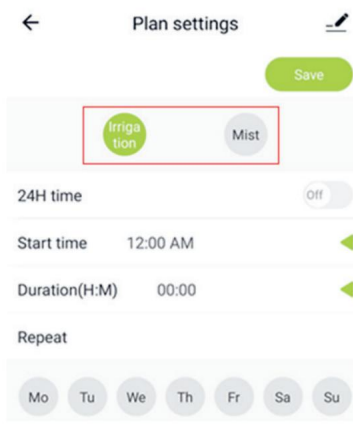 Plan settings
Save
Irriga
tion
Mist
24H time
Off
Start time 12:00 AM
Duration(H:M) 00:00
Repeat
Mo Tu We Th Fr Sa Su